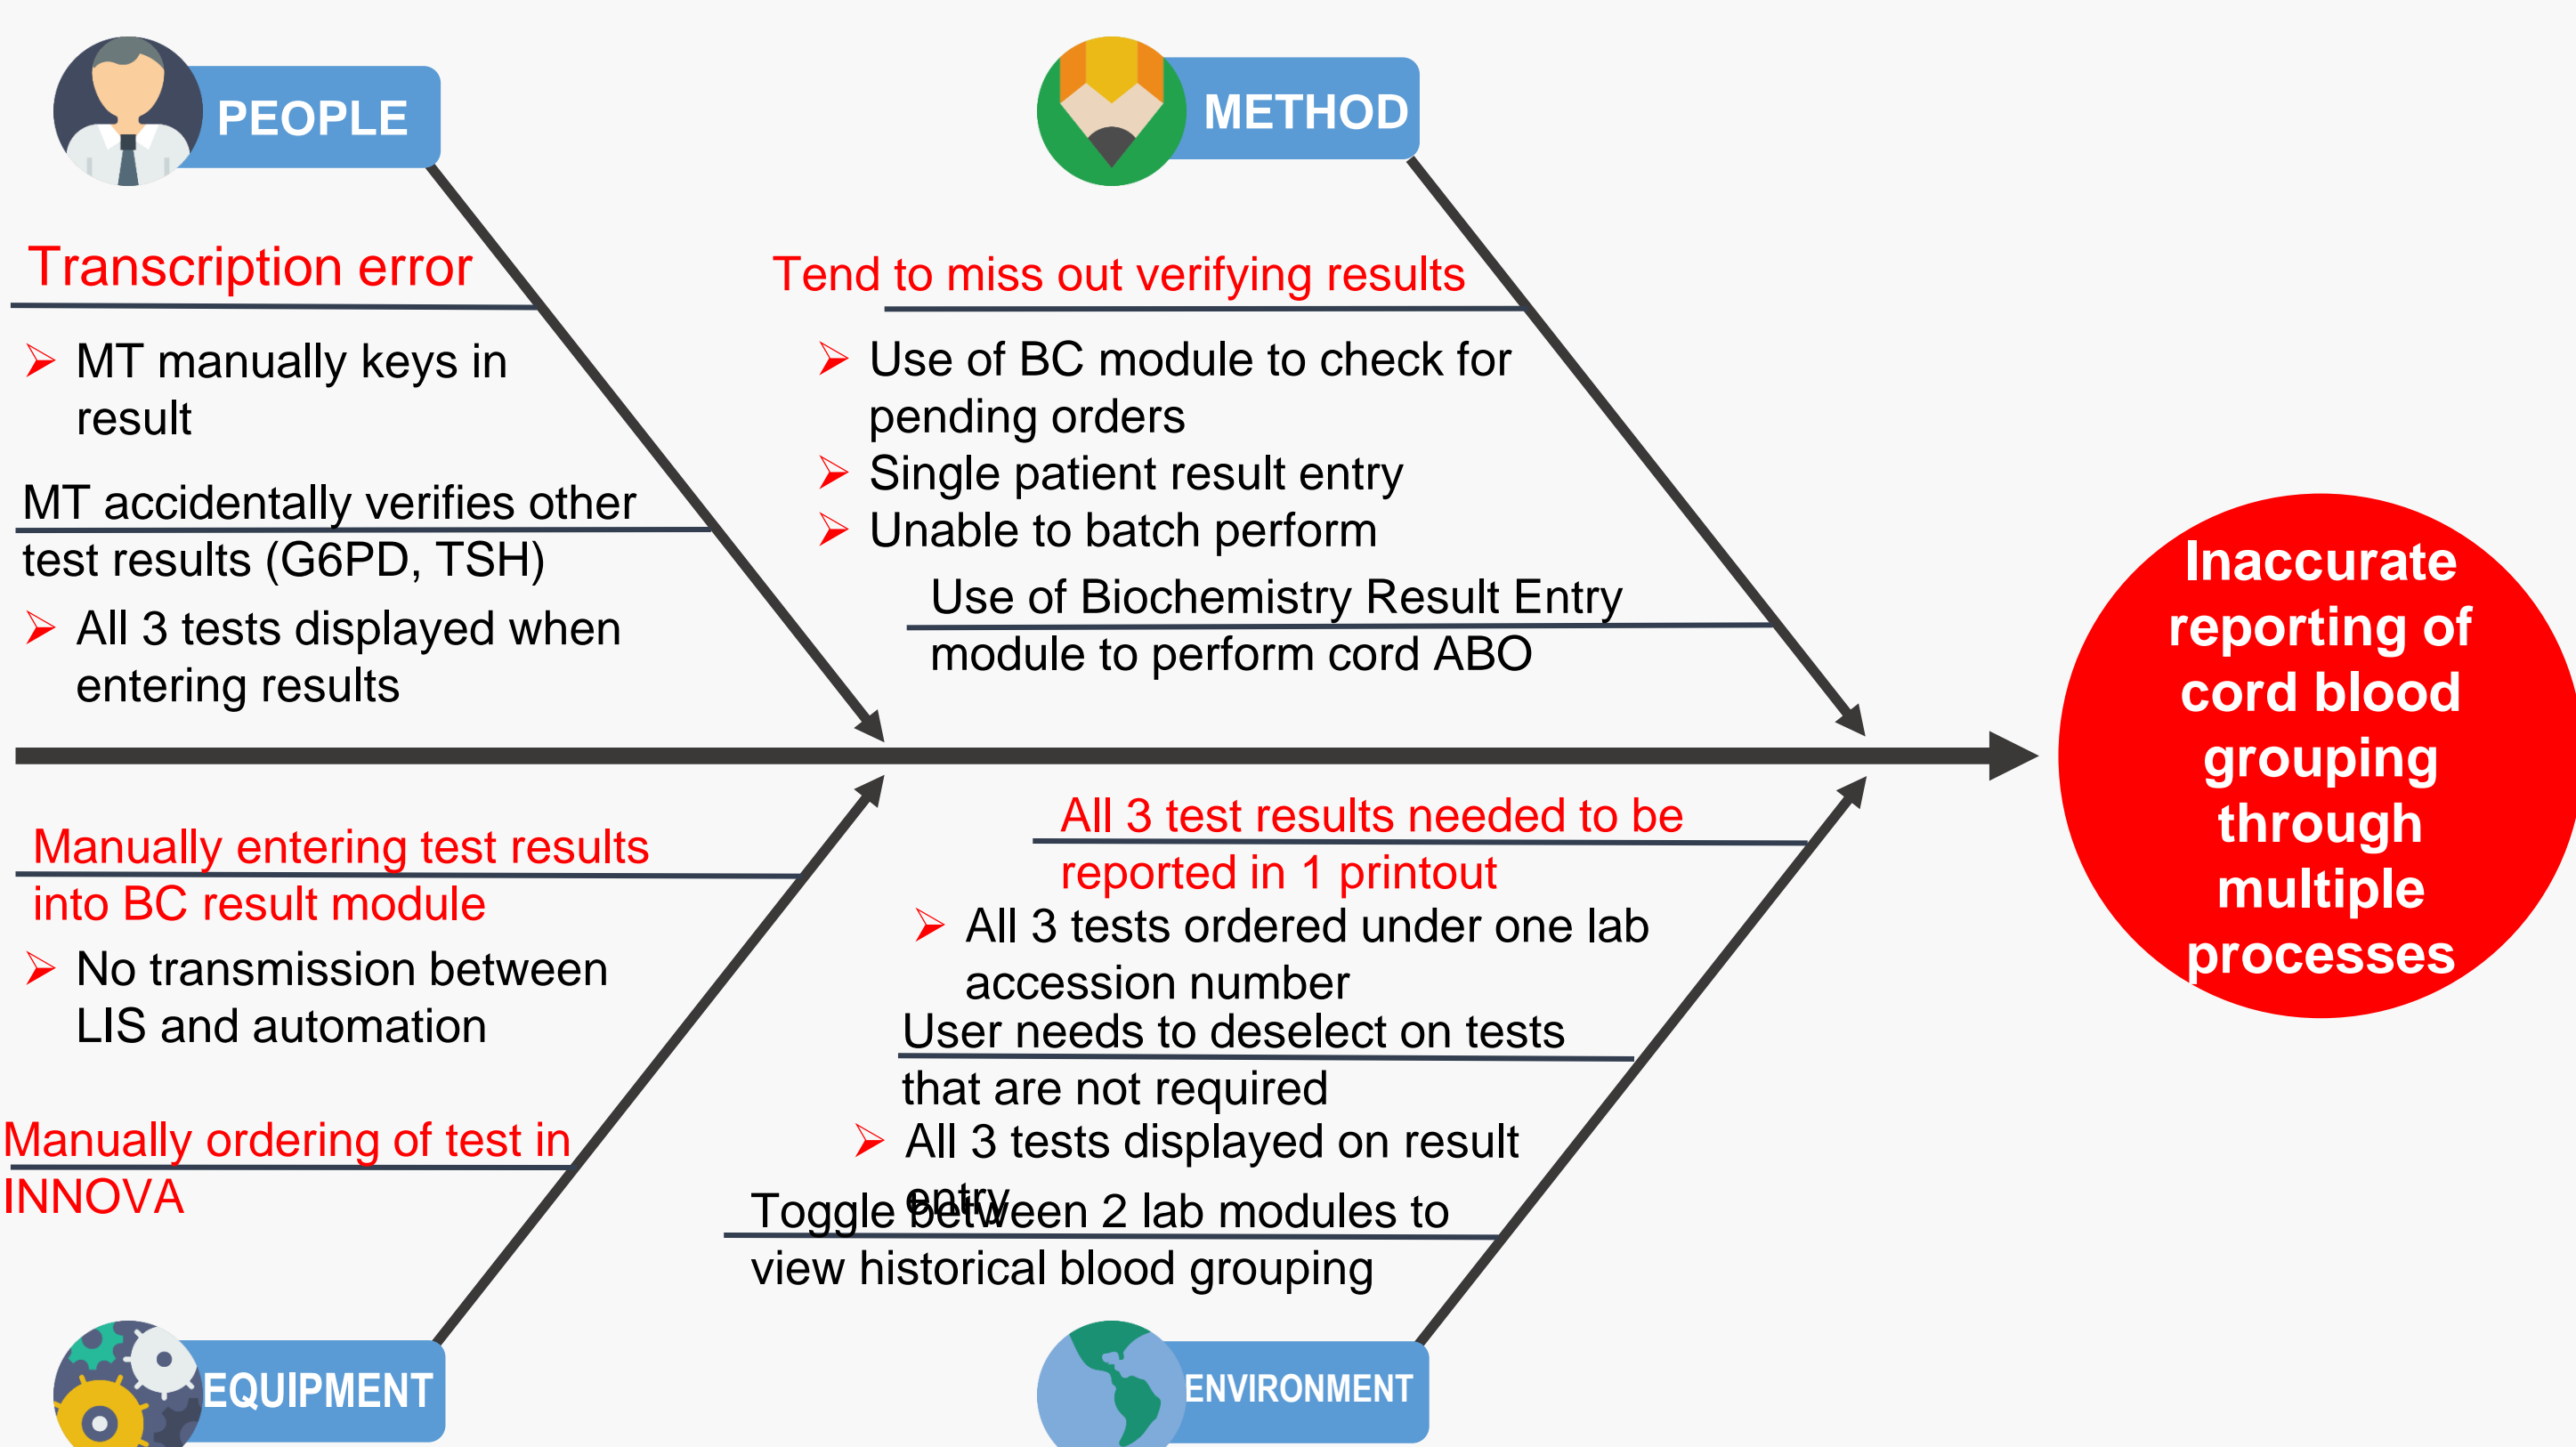 PEOPLE
Transcription error
MT manually keys in
result
MT accidentally verifies other
test results (G6PD, TSH)
All 3 tests displayed when
entering results
METHOD
Tend to miss out verifying results
Use of BC module to check for
pending orders
Single patient result entry
Unable to batch perform
Use of Biochemistry Result Entry
module to perform cord ABO
Manually entering test results
into BC result module
No transmission between
LIS and automation
Manually ordering of test in
INNOVA
EQUIPMENT
All 3 test results needed to be
reported in 1 printout
All 3 tests ordered under one lab
accession number
User needs to deselect on tests
that are not required
All 3 tests displayed on result
entry
Toggle between 2 lab modules to
view historical blood grouping
ENVIRONMENT
Inaccurate
reporting of
cord blood
grouping
through
multiple
processes